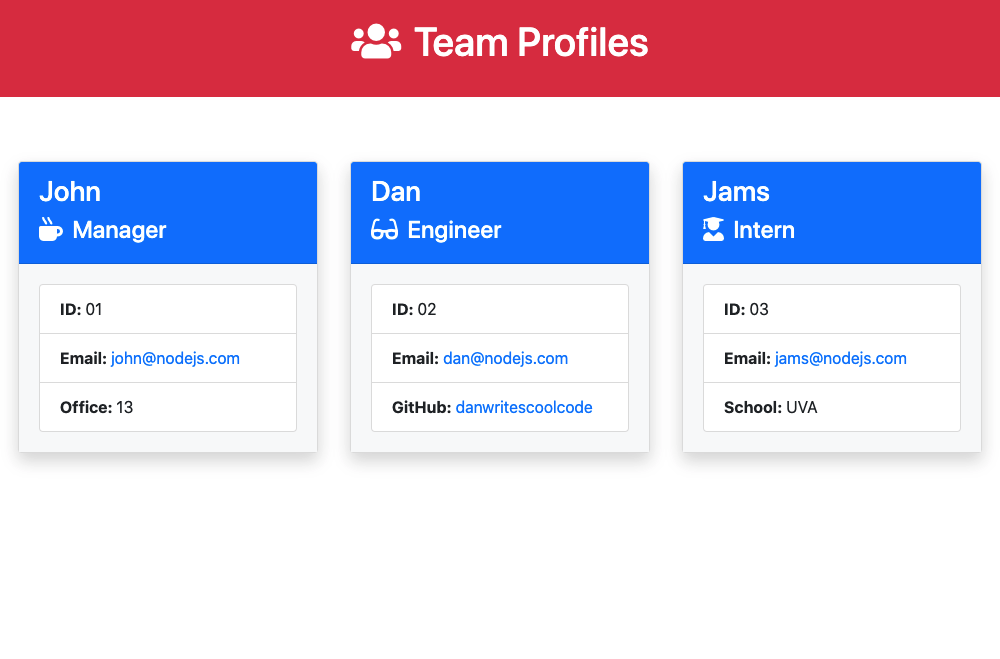 Team Profiles
John
Manager
ID: 01
Email: john@nodejs.com
Office: 13
Dan
Engineer
ID: 02
Email: dan@nodejs.com
GitHub: danwritescoolcode
Jams
Intern
ID: 03
Email: jams@nodejs.com
School: UVA